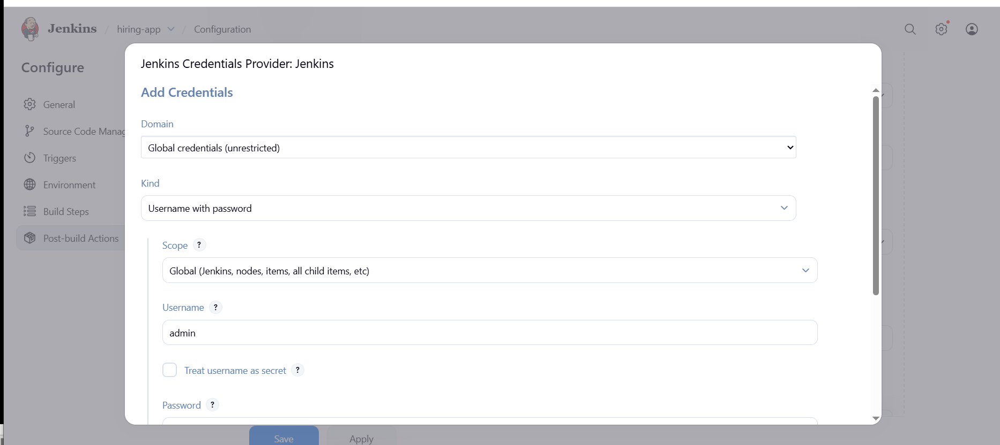 Jenkins / hiring-app / Configuration
Configure
General
Source Code Manag
Triggers
Environment
Build Steps
Post-build Actions
Jenkins Credentials Provider: Jenkins
Add Credentials
Domain
Global credentials (unrestricted)
Kind
Username with password
Scope ?
Global (Jenkins, nodes, items, all child items, etc)
Username ?
admin
Treat username as secret ?
Password ?
Save Apply